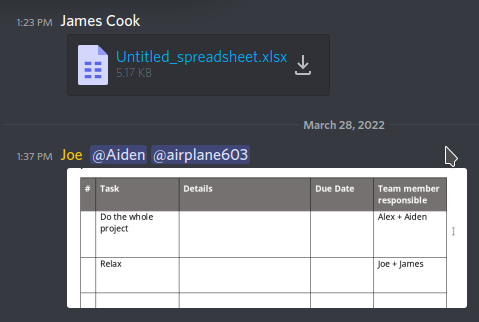 1:23 PM James Cook
Untitled_spreadsheet.xlsx
5.17 KB
March 28, 2022
1:37 PM Joe @Aiden @airplane603
# Task Details Due Date Team member
responsible
Do the whole Alex + Aiden
project
Relax Joe + James